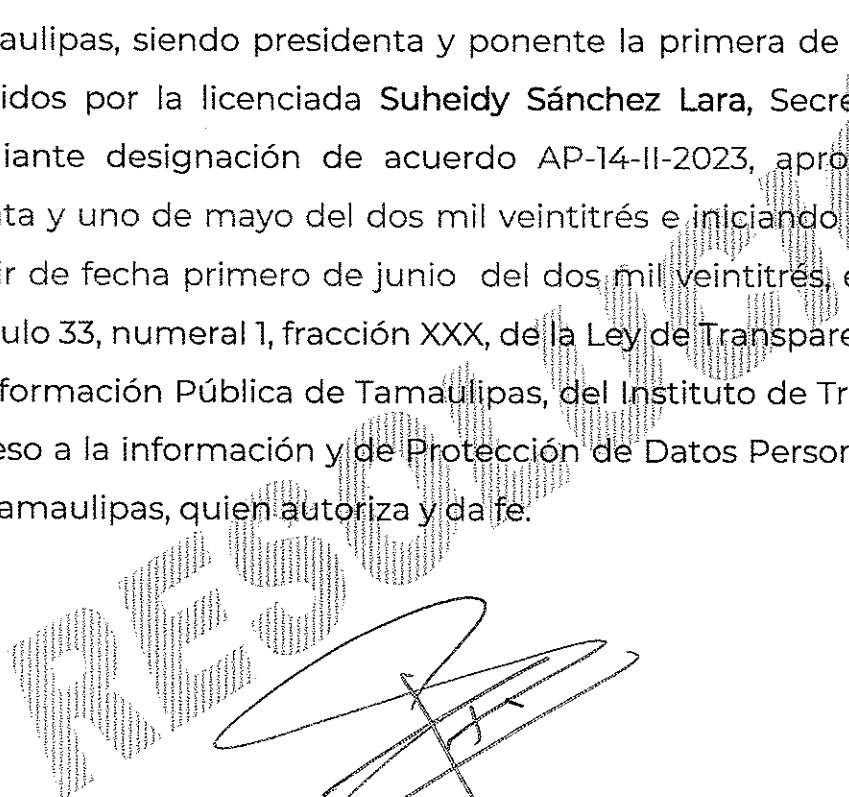 aulipas, siendo presidenta y ponente la primera de
idos por la licenciada Suheidy Sánchez Lara, Secre
iante designación de acuerdo AP-14-II-2023, apro
ta y uno de mayo del dos mil veintitrés e iniciando
ir de fecha primero de junio del dos mil veintitrés, e
ulo 33, numeral 1, fracción XXX, de la Ley de Transpare
formación Pública de Tamaulipas, del Instituto de Tr
eso a la información y de Protección de Datos Person
amaulipas, quien autoriza y da fe.